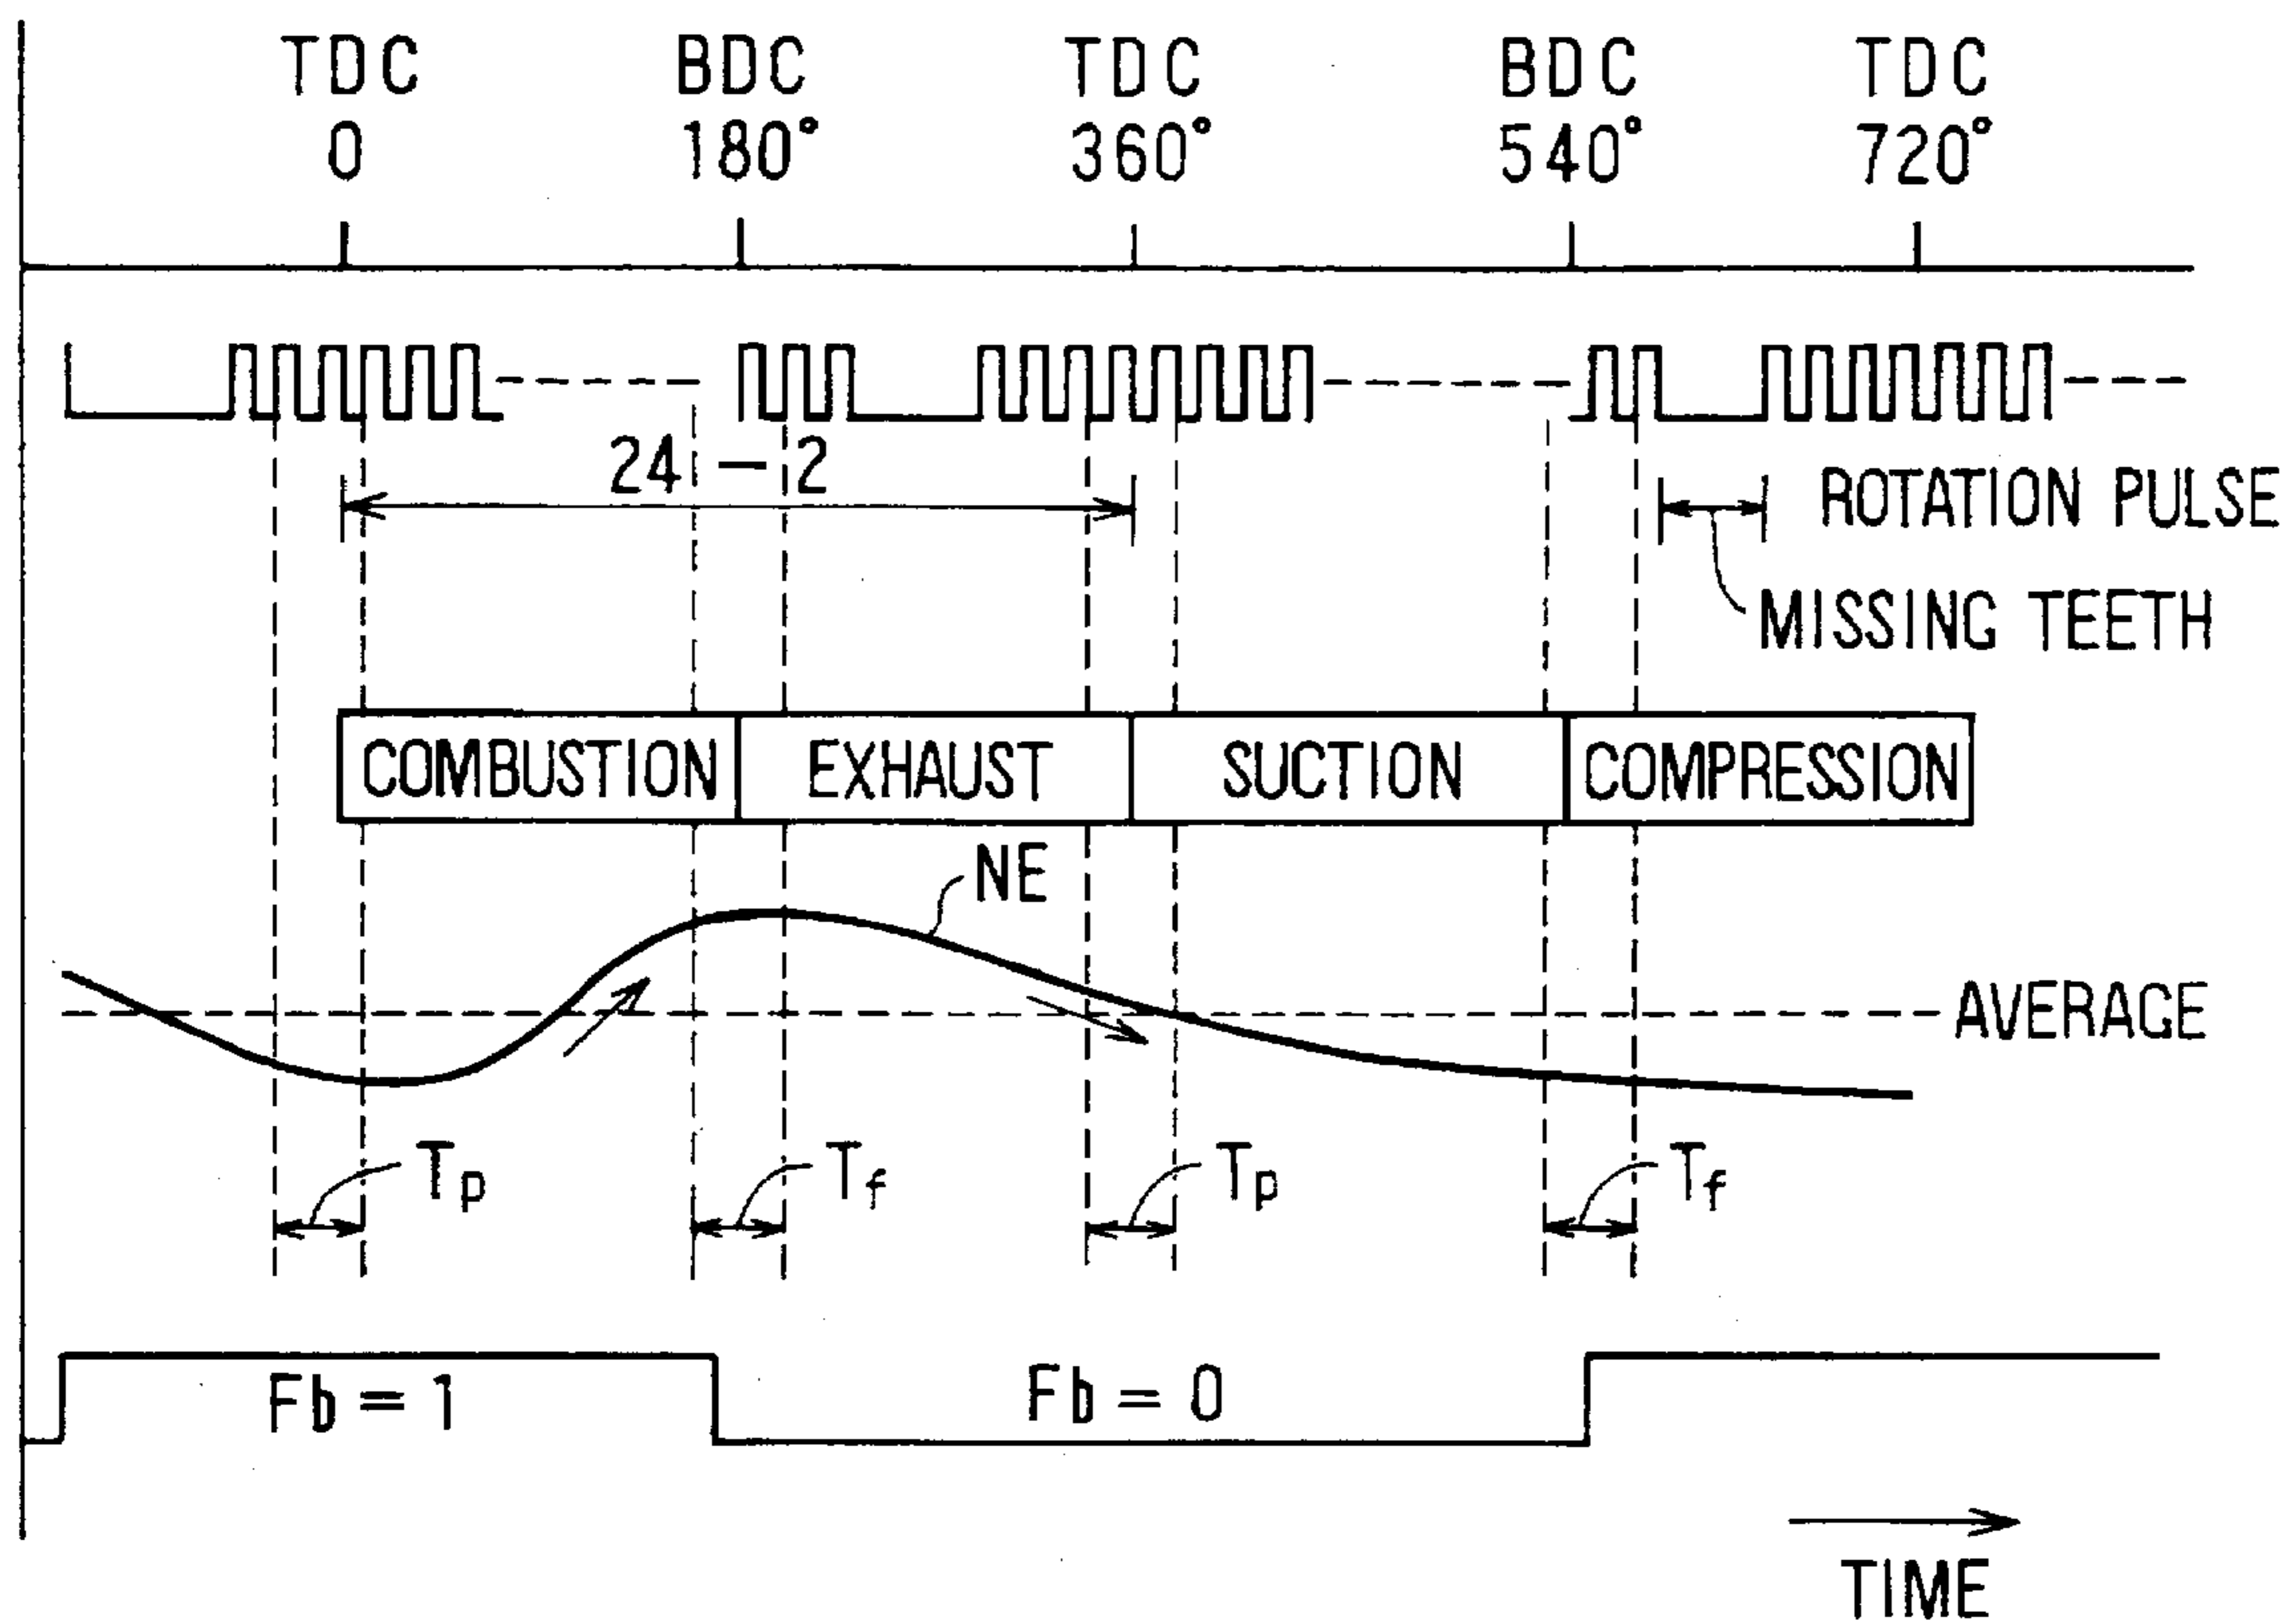 TDC BDC TDC BDC TDC
0 180° 360° 540° 720°
24 − 2
ROTATION PULSE
MISSING TEETH
COMBUSTION EXHAUST SUCTION COMPRESSION
NE
AVERAGE
Tp Tf Tp Tf
Fb = 1 Fb = 0
TIME